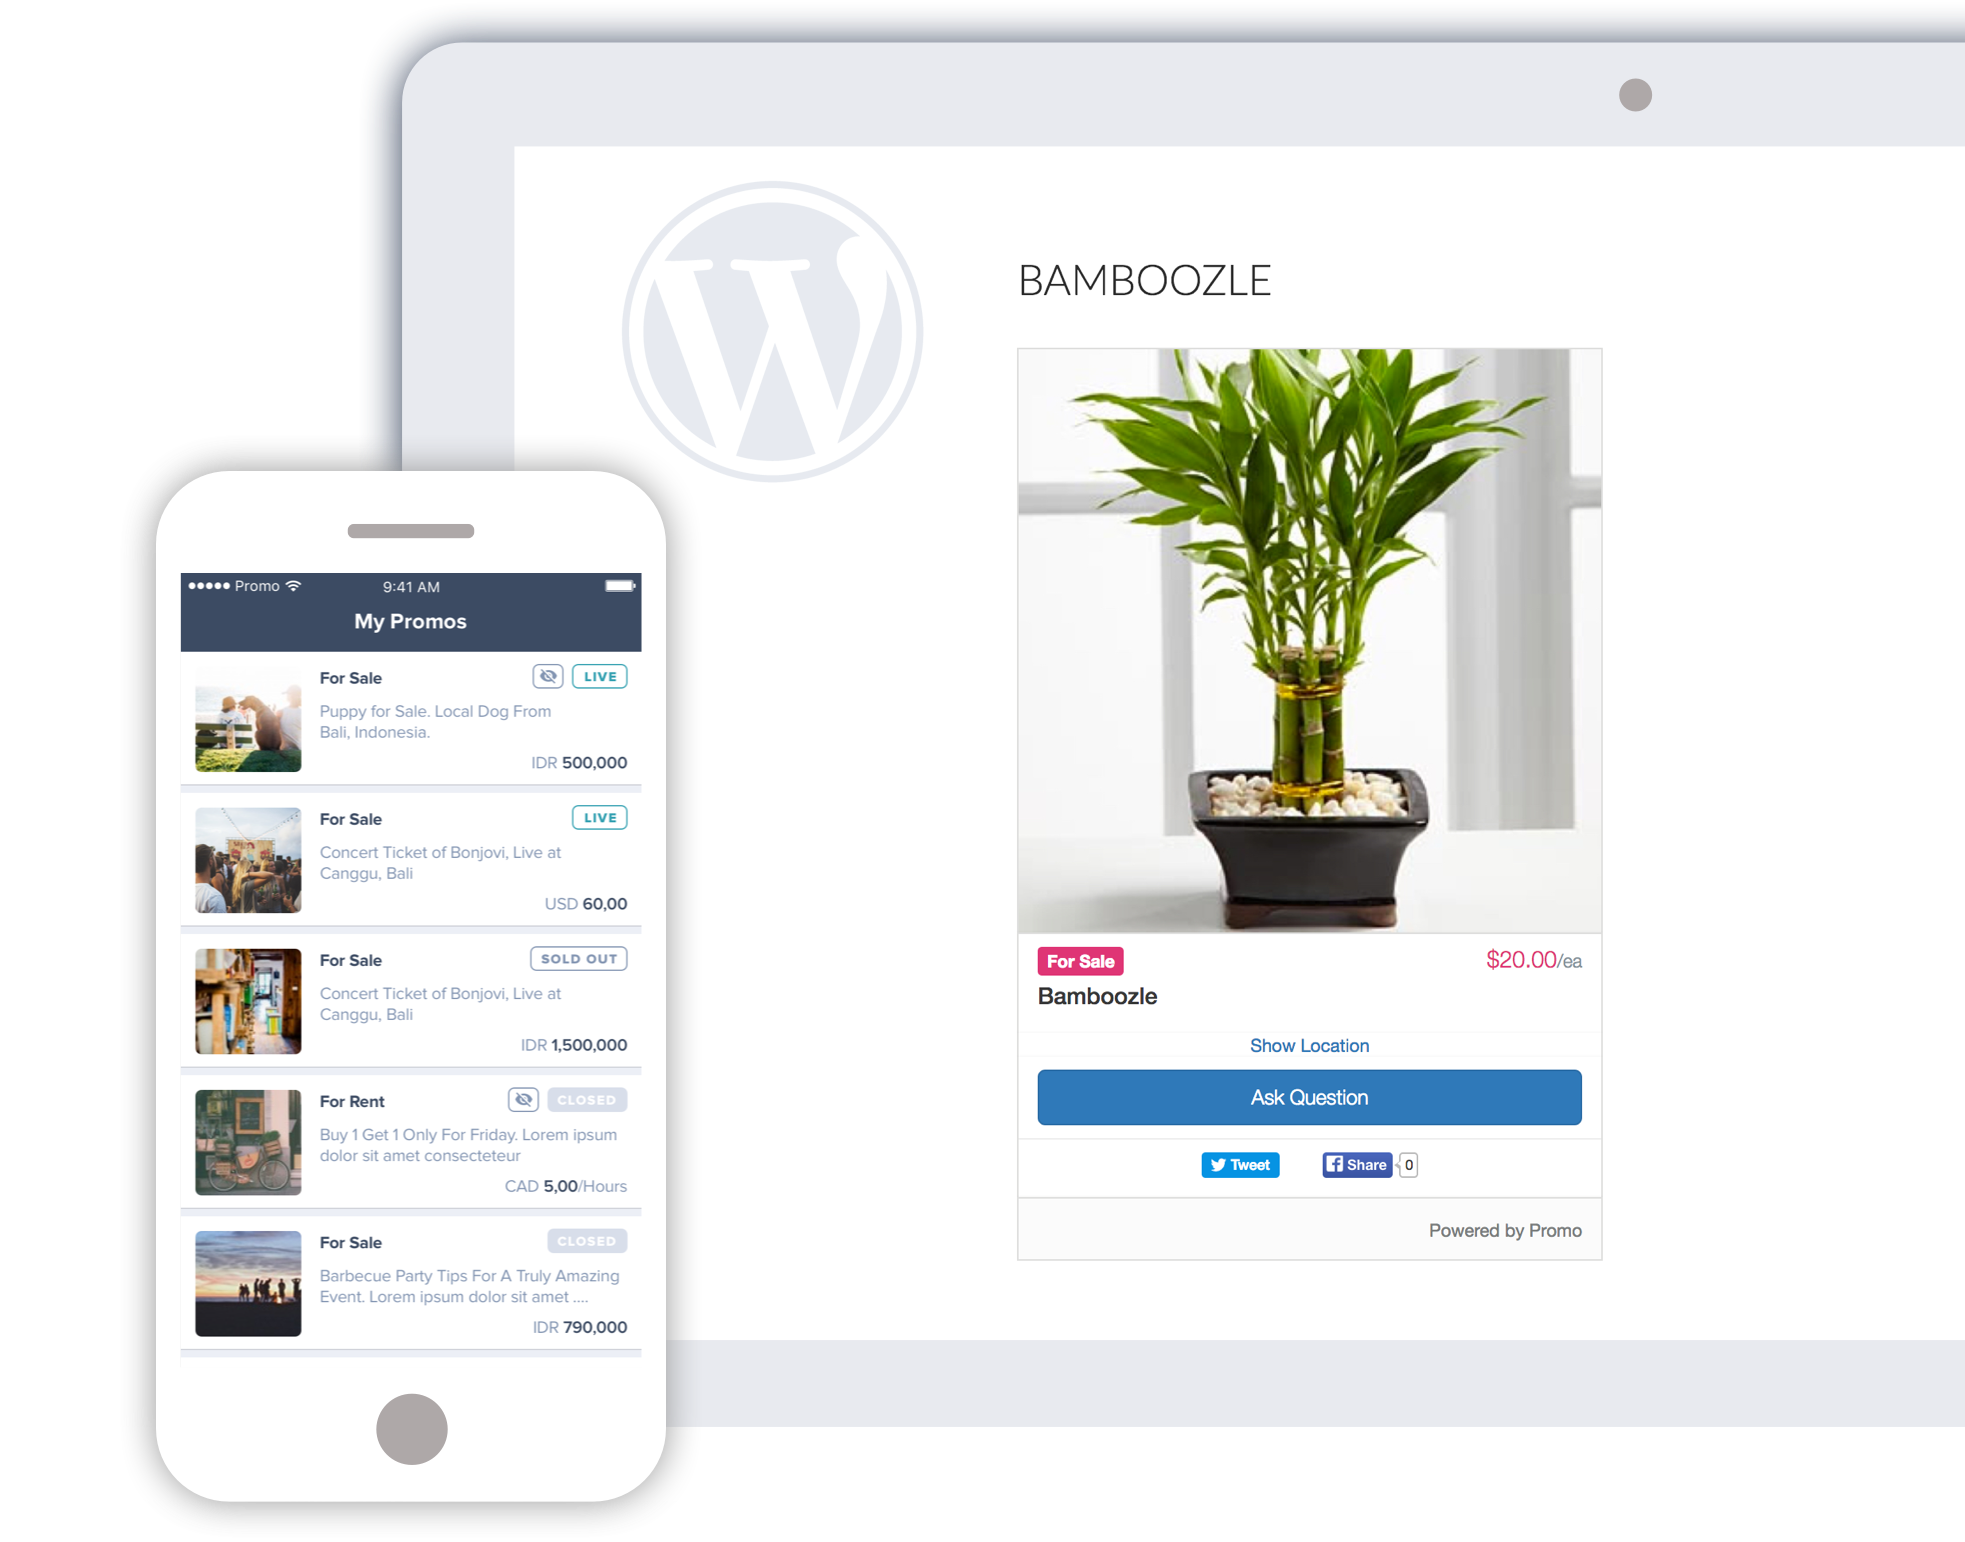 BAMBOOZLE
For Sale
$20.00/ea
Bamboozle
Show Location
Ask Question
Tweet
Share
0
Powered by Promo
Promo
9:41 AM
My Promos
For Sale
LIVE
Puppy for Sale. Local Dog From
Bali, Indonesia.
IDR 500,000
For Sale
LIVE
Concert Ticket of Bonjovi, Live at
Canggu, Bali
USD 60,00
For Sale
SOLD OUT
Concert Ticket of Bonjovi, Live at
Canggu, Bali
IDR 1,500,000
For Rent
CLOSED
Buy 1 Get 1 Only For Friday. Lorem ipsum
dolor sit amet consecteteur
CAD 5,00/Hours
For Sale
CLOSED
Barbecue Party Tips For A Truly Amazing
Event. Lorem ipsum dolor sit amet ....
IDR 790,000